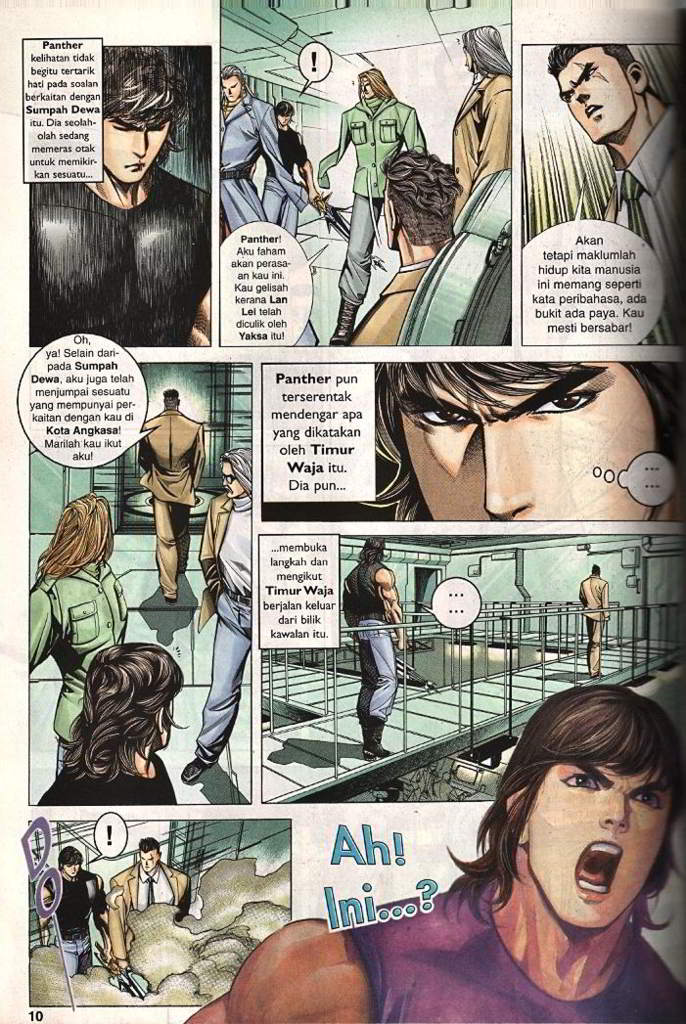 Panther
kelihatan tidak
begitu tertarik
hati pada soalan
berkaitan dengan
Sumpah Dewa
itu. Dia seolah-
olah sedang
memeras otak
untuk memikir-
kan sesuatu...
!
Panther!
Aku faham
akan perasa-
an kau ini.
Kau gelisah
kerana Lan
Lei telah
diculik oleh
Yaksa itu!
Akan
tetapi maklumlah
hidup kita manusia
ini memang seperti
kata peribahasa, ada
bukit ada paya. Kau
mesti bersabar!
Oh,
ya! Selain dari-
pada Sumpah
Dewa, aku juga telah
menjumpai sesuatu
yang mempunyai per-
kaitan dengan kau di
Kota Angkasa!
Marilah kau ikut
aku!
Panther pun
terserentak
mendengar apa
yang dikatakan
oleh Timur
Waja itu.
Dia pun...
...
...
...membuka
langkah dan
mengikut
Timur Waja
berjalan keluar
dari bilik
kawalan itu.
...
...
!
Ah!
Ini...?
10